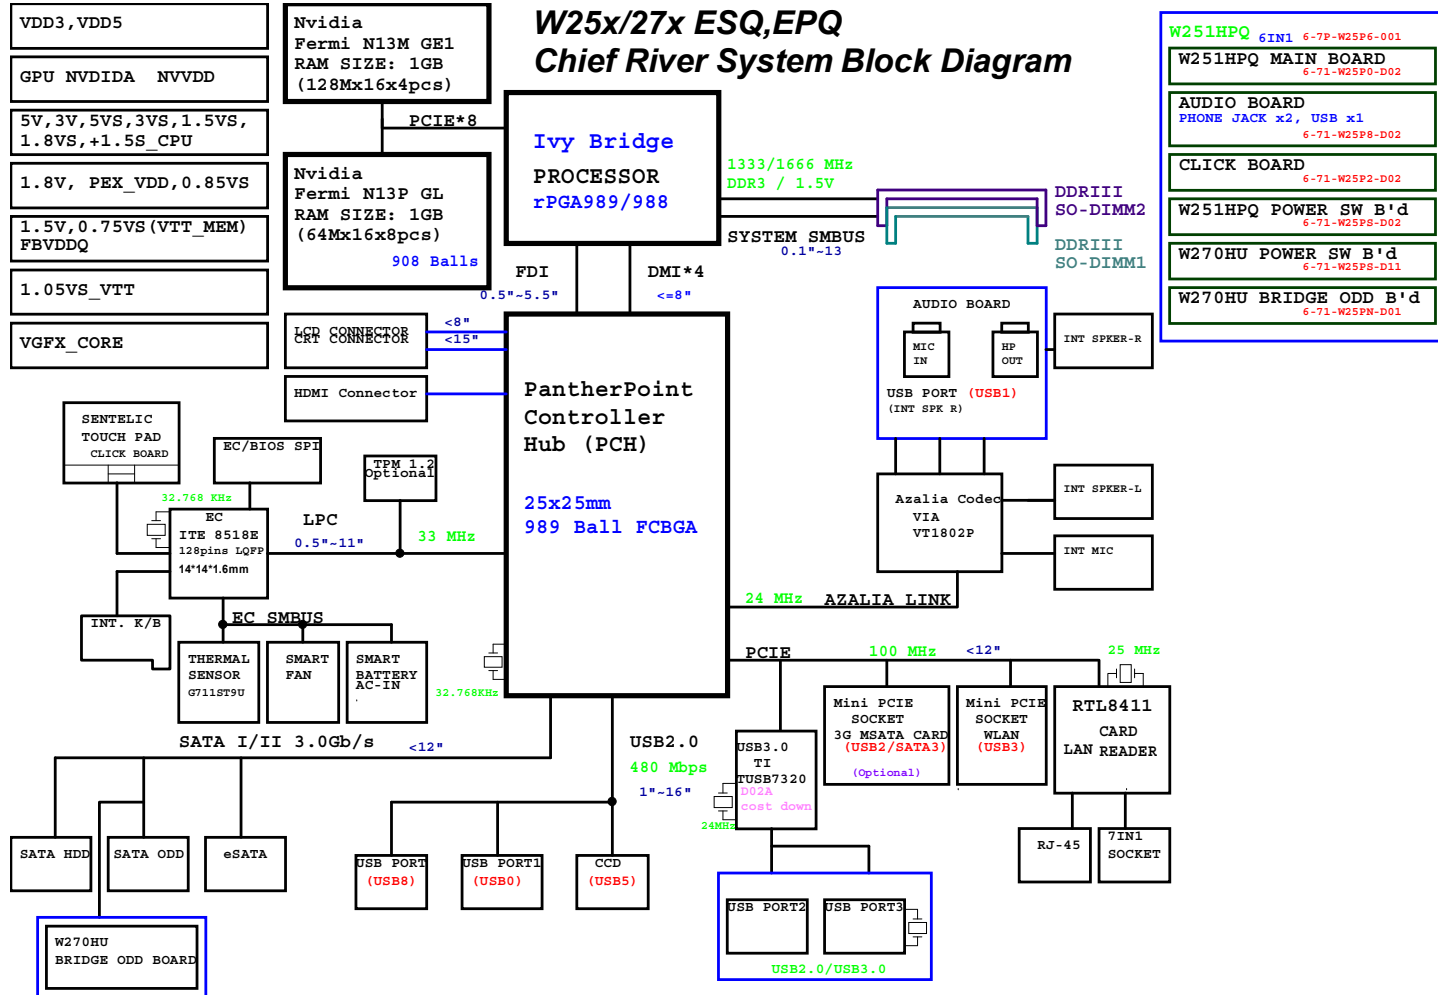 W25x/27x ESQ,EPQ
Chief River System Block Diagram
VDD3,VDD5
GPU NVDIDA NVVDD
5V,3V,5VS,3VS,1.5VS,
1.8VS,+1.5S_CPU
1.8V, PEX_VDD,0.85VS
1.5V,0.75VS(VTT_MEM)
FBVDDQ
1.05VS_VTT
VGFX_CORE
Nvidia
Fermi N13M GE1
RAM SIZE: 1GB
(128Mx16x4pcs)
PCIE*8
Nvidia
Fermi N13P GL
RAM SIZE: 1GB
(64Mx16x8pcs)
908 Balls
Ivy Bridge
PROCESSOR
rPGA989/988
1333/1666 MHz
DDR3 / 1.5V
SYSTEM SMBUS
0.1"~13
DDRIII
SO-DIMM2
DDRIII
SO-DIMM1
W251HPQ 6IN1 6-7P-W25P6-001
W251HPQ MAIN BOARD
6-71-W25P0-D02
AUDIO BOARD
PHONE JACK x2, USB x1
6-71-W25P8-D02
CLICK BOARD
6-71-W25P2-D02
W251HPQ POWER SW B'd
6-71-W25PS-D02
W270HU POWER SW B'd
6-71-W25PS-D11
W270HU BRIDGE ODD B'd
6-71-W25PN-D01
FDI
0.5"~5.5"
DMI*4
<=8"
LCD CONNECTOR
CRT CONNECTOR
<8"
<15"
HDMI Connector
PantherPoint
Controller
Hub (PCH)
25x25mm
989 Ball FCBGA
AUDIO BOARD
MIC
IN
HP
OUT
USB PORT (USB1)
(INT SPK R)
INT SPKER-R
Azalia Codec
VIA
VT1802P
INT SPKER-L
INT MIC
24 MHz AZALIA LINK
SENTELIC
TOUCH PAD
CLICK BOARD
EC/BIOS SPI
TPM 1.2
Optional
32.768 KHz
EC
ITE 8518E
128pins LQFP
14*14*1.6mm
LPC
0.5"~11"
33 MHz
INT. K/B
EC SMBUS
THERMAL
SENSOR
G711ST9U
SMART
FAN
SMART
BATTERY
AC-IN
32.768KHz
PCIE
100 MHz
<12"
25 MHz
Mini PCIE
SOCKET
3G MSATA CARD
(USB2/SATA3)
(Optional)
Mini PCIE
SOCKET
WLAN
(USB3)
RTL8411
CARD
LAN READER
RJ-45
7IN1
SOCKET
SATA I/II 3.0Gb/s
<12"
USB2.0
480 Mbps
1"~16"
USB3.0
TI
TUSB7320
D02A
cost down
24MHz
SATA HDD
SATA ODD
eSATA
USB PORT
(USB8)
USB PORT1
(USB0)
CCD
(USB5)
USB PORT2
USB PORT3
USB2.0/USB3.0
W270HU
BRIDGE ODD BOARD